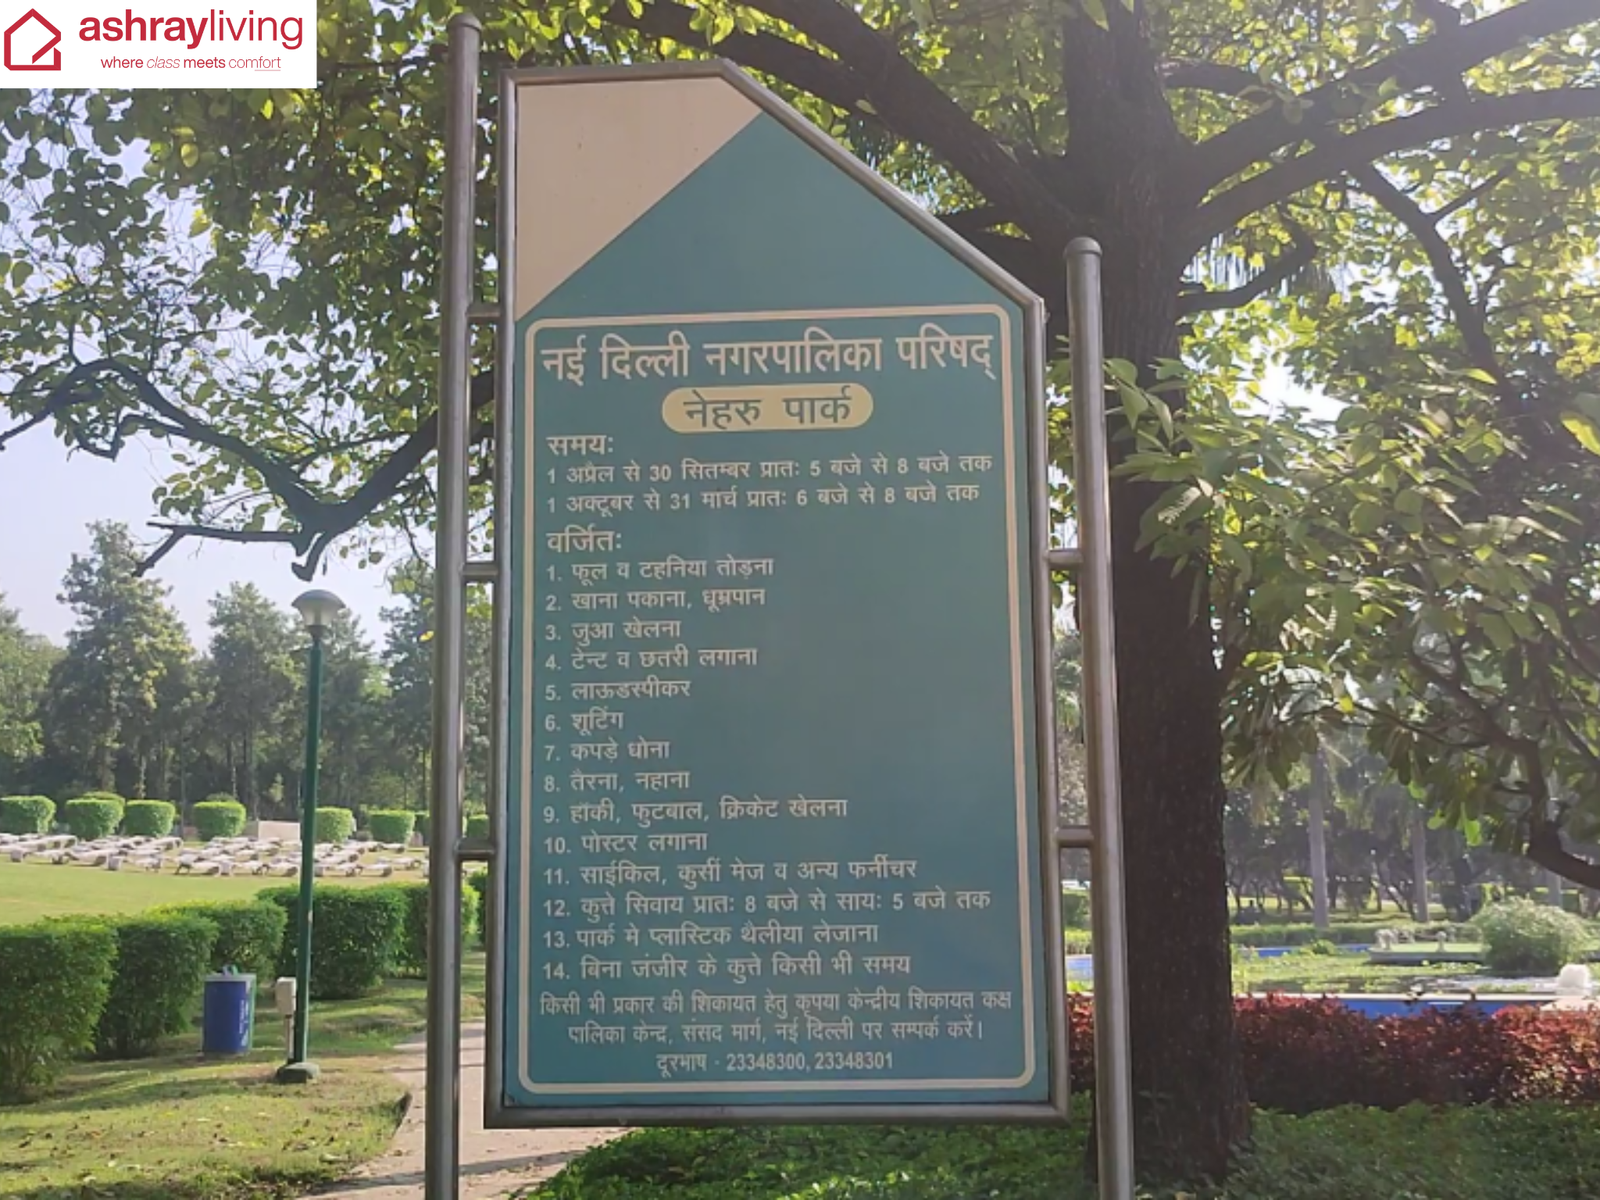 ashrayliving
where class meets comfort
नई दिल्ली नगरपालिका परिषद्
नेहरु पार्क
समयः
1 अप्रैल से 30 सितम्बर प्रातः 5 बजे से 8 बजे तक
1 अक्टूबर से 31 मार्च प्रातः 6 बजे से 8 बजे तक
वर्जितः
1. फूल व टहनिया तोड़ना
2. खाना पकाना, धूम्रपान
3. जुआ खेलना
4. टेन्ट व छतरी लगाना
5. लाऊडस्पीकर
6. शूटिंग
7. कपड़े धोना
8. तैरना, नहाना
9. हॉकी, फुटबाल, क्रिकेट खेलना
10. पोस्टर लगाना
11. साईकिल, कुर्सी मेज व अन्य फर्नीचर
12. कुत्ते सिवाय प्रातः 8 बजे से सायः 5 बजे तक
13. पार्क मे प्लास्टिक थैलीया लेजाना
14. बिना जंजीर के कुत्ते किसी भी समय
किसी भी प्रकार की शिकायत हेतु कृपया केन्द्रीय शिकायत कक्ष
पालिका केन्द्र, संसद मार्ग, नई दिल्ली पर सम्पर्क करें।
दूरभाष - 23348300, 23348301